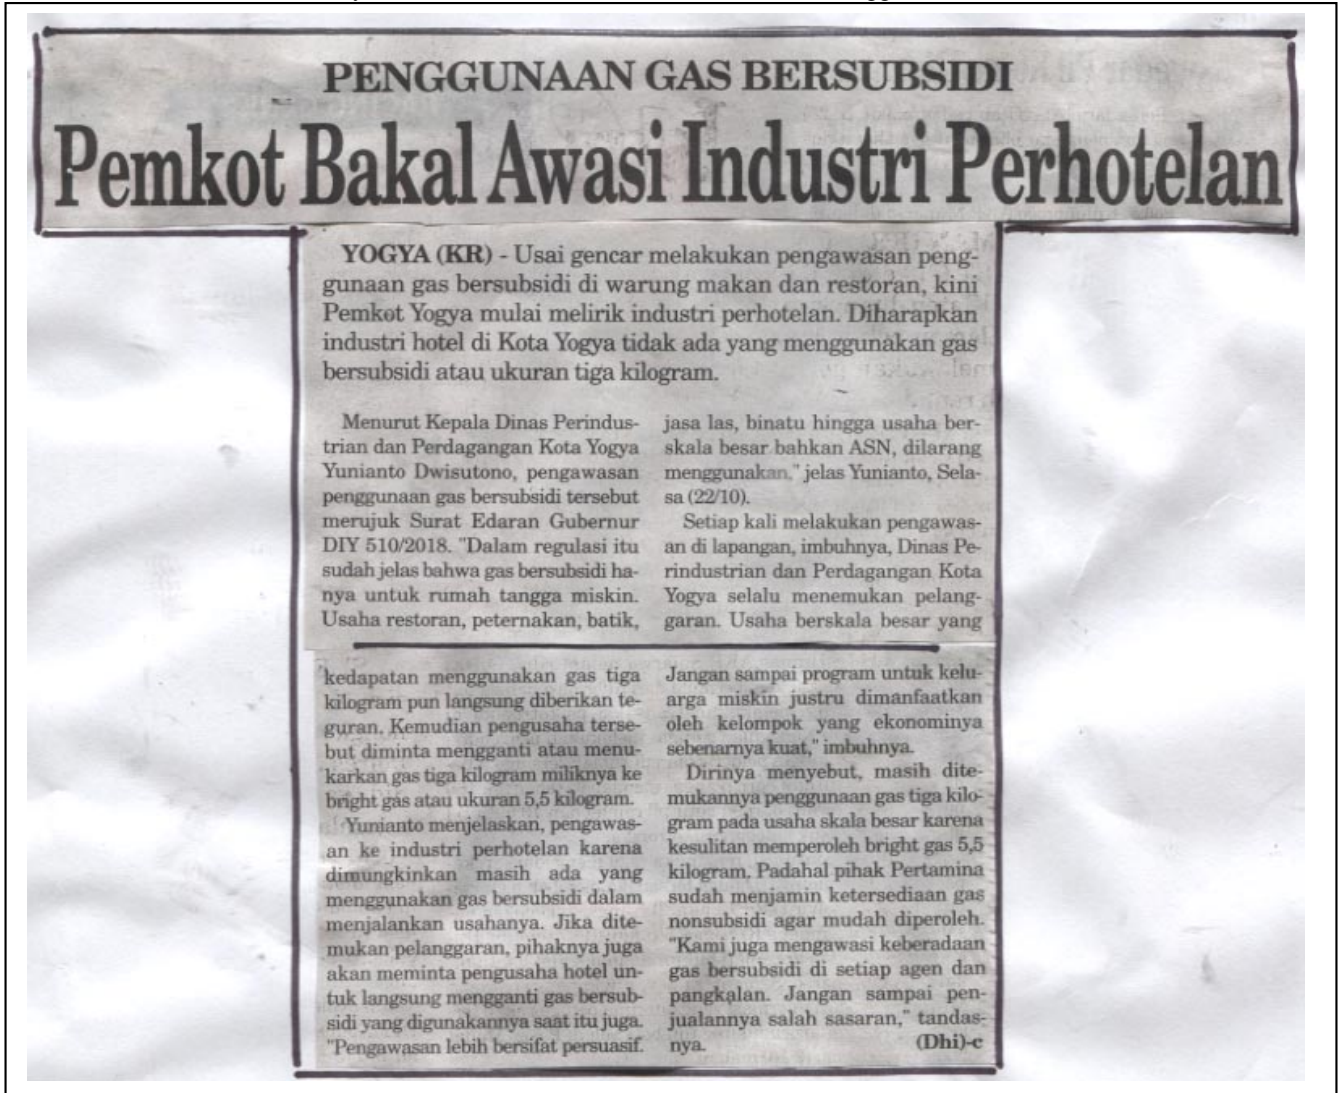 PENGGUNAAN GAS BERSUBSIDI
Pemkot Bakal Awasi Industri Perhotelan
YOGYA (KR) - Usai gencar melakukan pengawasan peng-
gunaan gas bersubsidi di warung makan dan restoran, kini
Pemkot Yogya mulai melirik industri perhotelan. Diharapkan
industri hotel di Kota Yogya tidak ada yang menggunakan gas
bersubsidi atau ukuran tiga kilogram.
Menurut Kepala Dinas Perindus-
trian dan Perdagangan Kota Yogya
Yunianto Dwisutono, pengawasan
penggunaan gas bersubsidi tersebut
merujuk Surat Edaran Gubernur
DIY 510/2018. "Dalam regulasi itu
sudah jelas bahwa gas bersubsidi ha-
nya untuk rumah tangga miskin.
Usaha restoran, peternakan, batik,
jasa las, binatu hingga usaha ber-
skala besar bahkan ASN, dilarang
menggunakan," jelas Yunianto, Sela-
sa (22/10).
Setiap kali melakukan pengawas-
an di lapangan, imbuhnya, Dinas Pe-
rindustrian dan Perdagangan Kota
Yogya selalu menemukan pelang-
garan. Usaha berskala besar yang
kedapatan menggunakan gas tiga
kilogram pun langsung diberikan te-
guran. Kemudian pengusaha terse-
but diminta mengganti atau menu-
karkan gas tiga kilogram miliknya ke
bright gas atau ukuran 5,5 kilogram.
Yunianto menjelaskan, pengawas-
an ke industri perhotelan karena
dimungkinkan masih ada yang
menggunakan gas bersubsidi dalam
menjalankan usahanya. Jika dite-
mukan pelanggaran, pihaknya juga
akan meminta pengusaha hotel un-
tuk langsung mengganti gas bersub-
sidi yang digunakannya saat itu juga.
"Pengawasan lebih bersifat persuasif.
Jangan sampai program untuk kelu-
arga miskin justru dimanfaatkan
oleh kelompok yang ekonominya
sebenarnya kuat," imbuhnya.
Dirinya menyebut, masih dite-
mukannya penggunaan gas tiga kilo-
gram pada usaha skala besar karena
kesulitan memperoleh bright gas 5,5
kilogram. Padahal pihak Pertamina
sudah menjamin ketersediaan gas
nonsubsidi agar mudah diperoleh.
"Kami juga mengawasi keberadaan
gas bersubsidi di setiap agen dan
pangkalan. Jangan sampai pen-
jualannya salah sasaran," tandas-
nya. (Dhi)-c